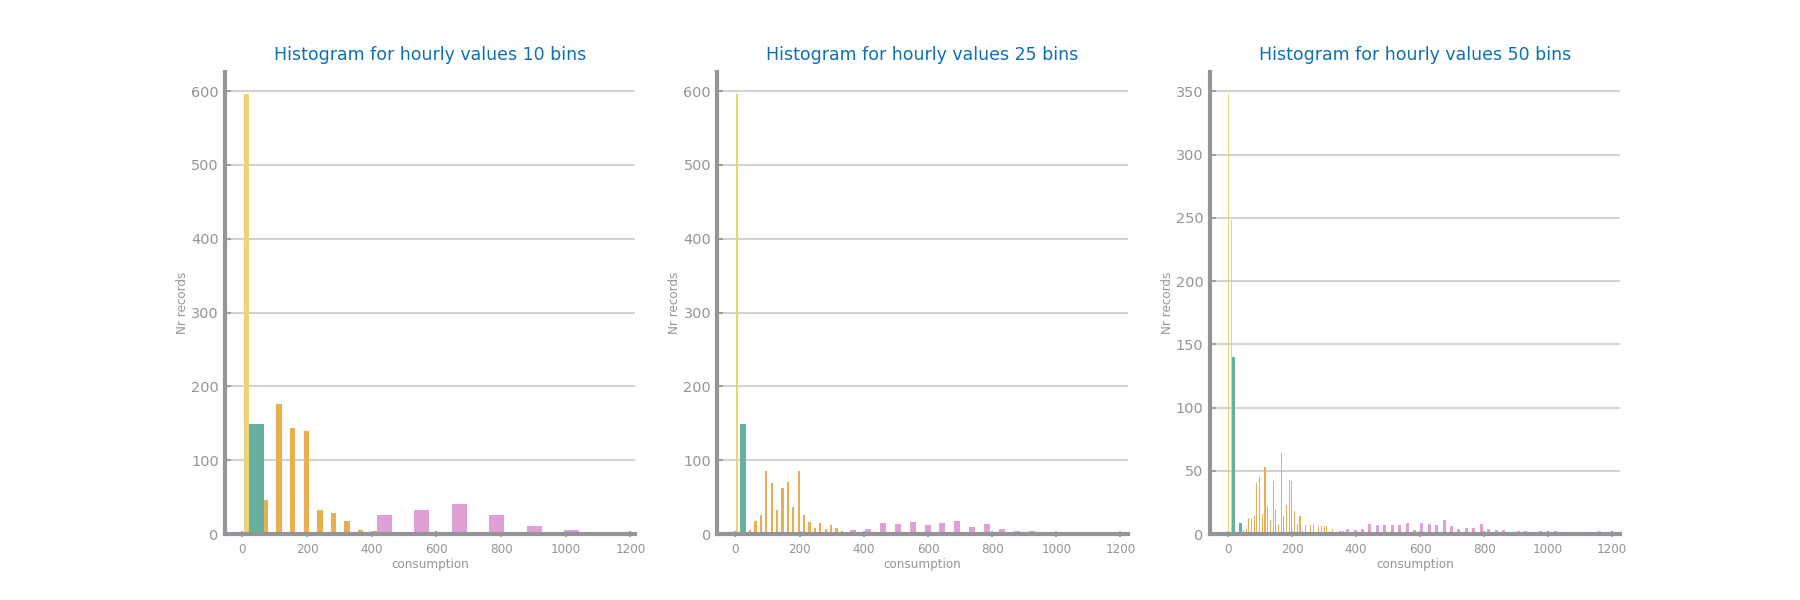 Histogram for hourly values 10 bins
600
500
400
300
200
100
0
Nr records
0 200 400 600 800 1000 1200
consumption
Histogram for hourly values 25 bins
600
500
400
300
200
100
0
Nr records
0 200 400 600 800 1000 1200
consumption
Histogram for hourly values 50 bins
350
300
250
200
150
100
50
0
Nr records
0 200 400 600 800 1000 1200
consumption